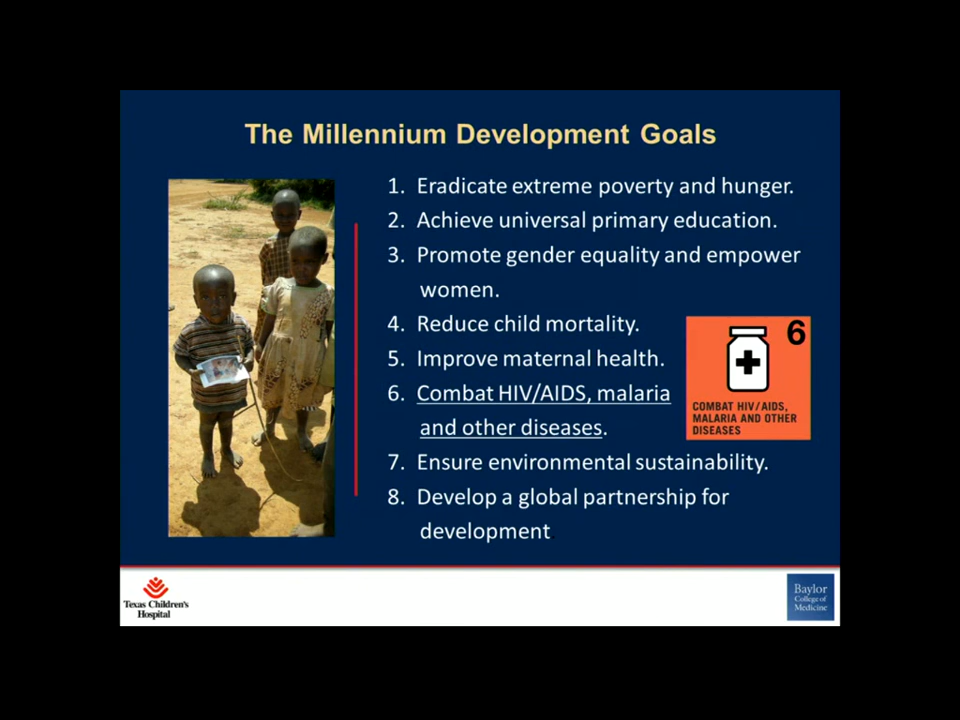 The Millennium Development Goals
1. Eradicate extreme poverty and hunger.
2. Achieve universal primary education.
3. Promote gender equality and empower
women.
4. Reduce child mortality.
5. Improve maternal health.
6. Combat HIV/AIDS, malaria
and other diseases.
7. Ensure environmental sustainability.
8. Develop a global partnership for
development.
6
COMBAT HIV/AIDS,
MALARIA AND OTHER
DISEASES
Texas Children's
Hospital
Baylor
College of
Medicine